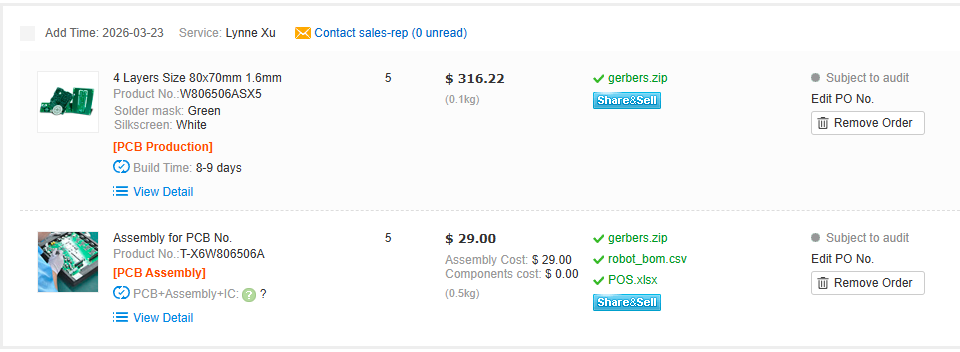 Add Time: 2026-03-23 Service: Lynne Xu Contact sales-rep (0 unread)
4 Layers Size 80x70mm 1.6mm 5 $ 316.22 gerbers.zip Subject to audit
Product No.:W806506ASX5 (0.1kg) Share&Sell Edit PO No.
Solder mask: Green Remove Order
Silkscreen: White
[PCB Production]
Build Time: 8-9 days
View Detail
Assembly for PCB No. 5 $ 29.00 gerbers.zip Subject to audit
Product No.:T-X6W806506A Assembly Cost: $ 29.00 robot_bom.csv Edit PO No.
[PCB Assembly] Components cost: $ 0.00 POS.xlsx Remove Order
PCB+Assembly+IC: ? ? (0.5kg) Share&Sell
View Detail